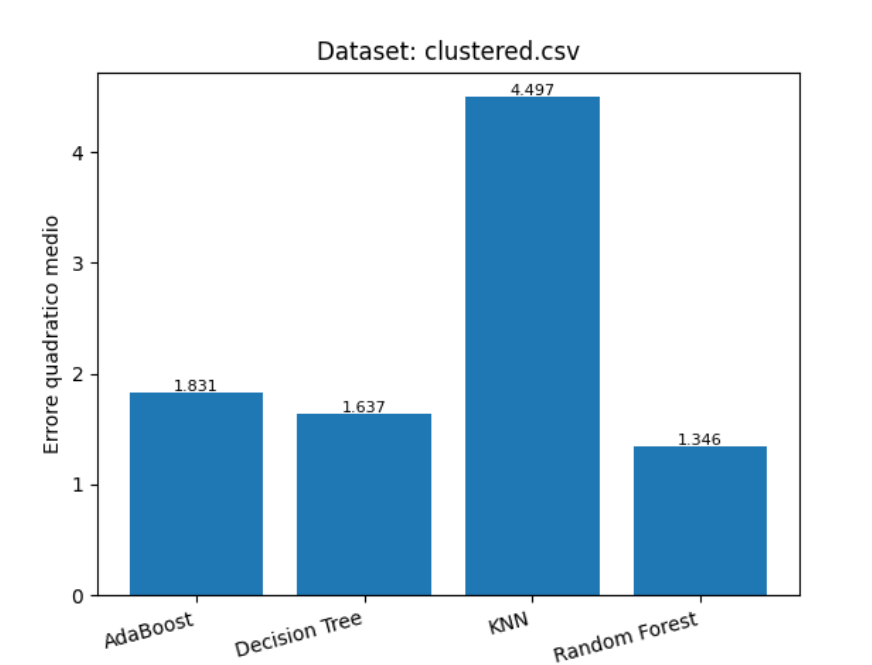 Dataset: clustered.csv
Errore quadratico medio
4
3
2
1
0
1.831
1.637
4.497
1.346
AdaBoost
Decision Tree
KNN
Random Forest